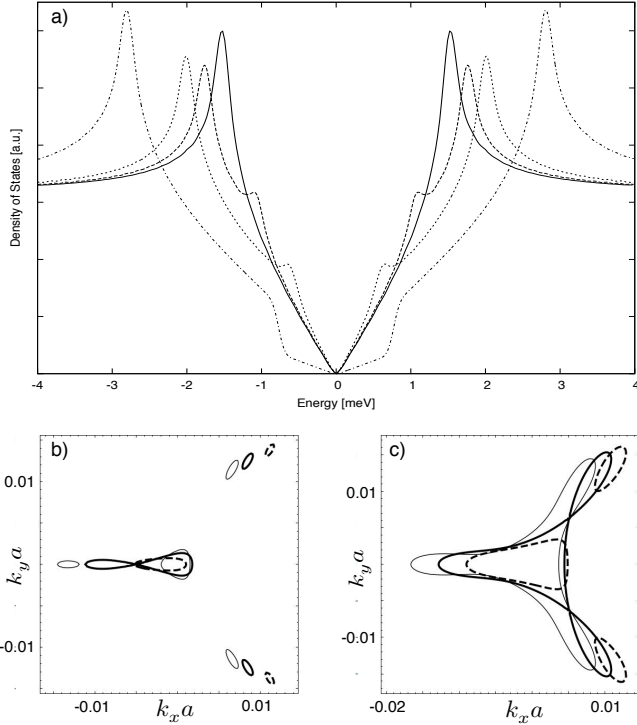 a)
Density of States [a.u.]
-4 -3 -2 -1 0 1 2 3 4
Energy [meV]
b)
0.01
k_y a
-0.01
-0.01 0.01
k_x a
c)
0.01
k_y a
-0.01
-0.02 0.01
k_x a